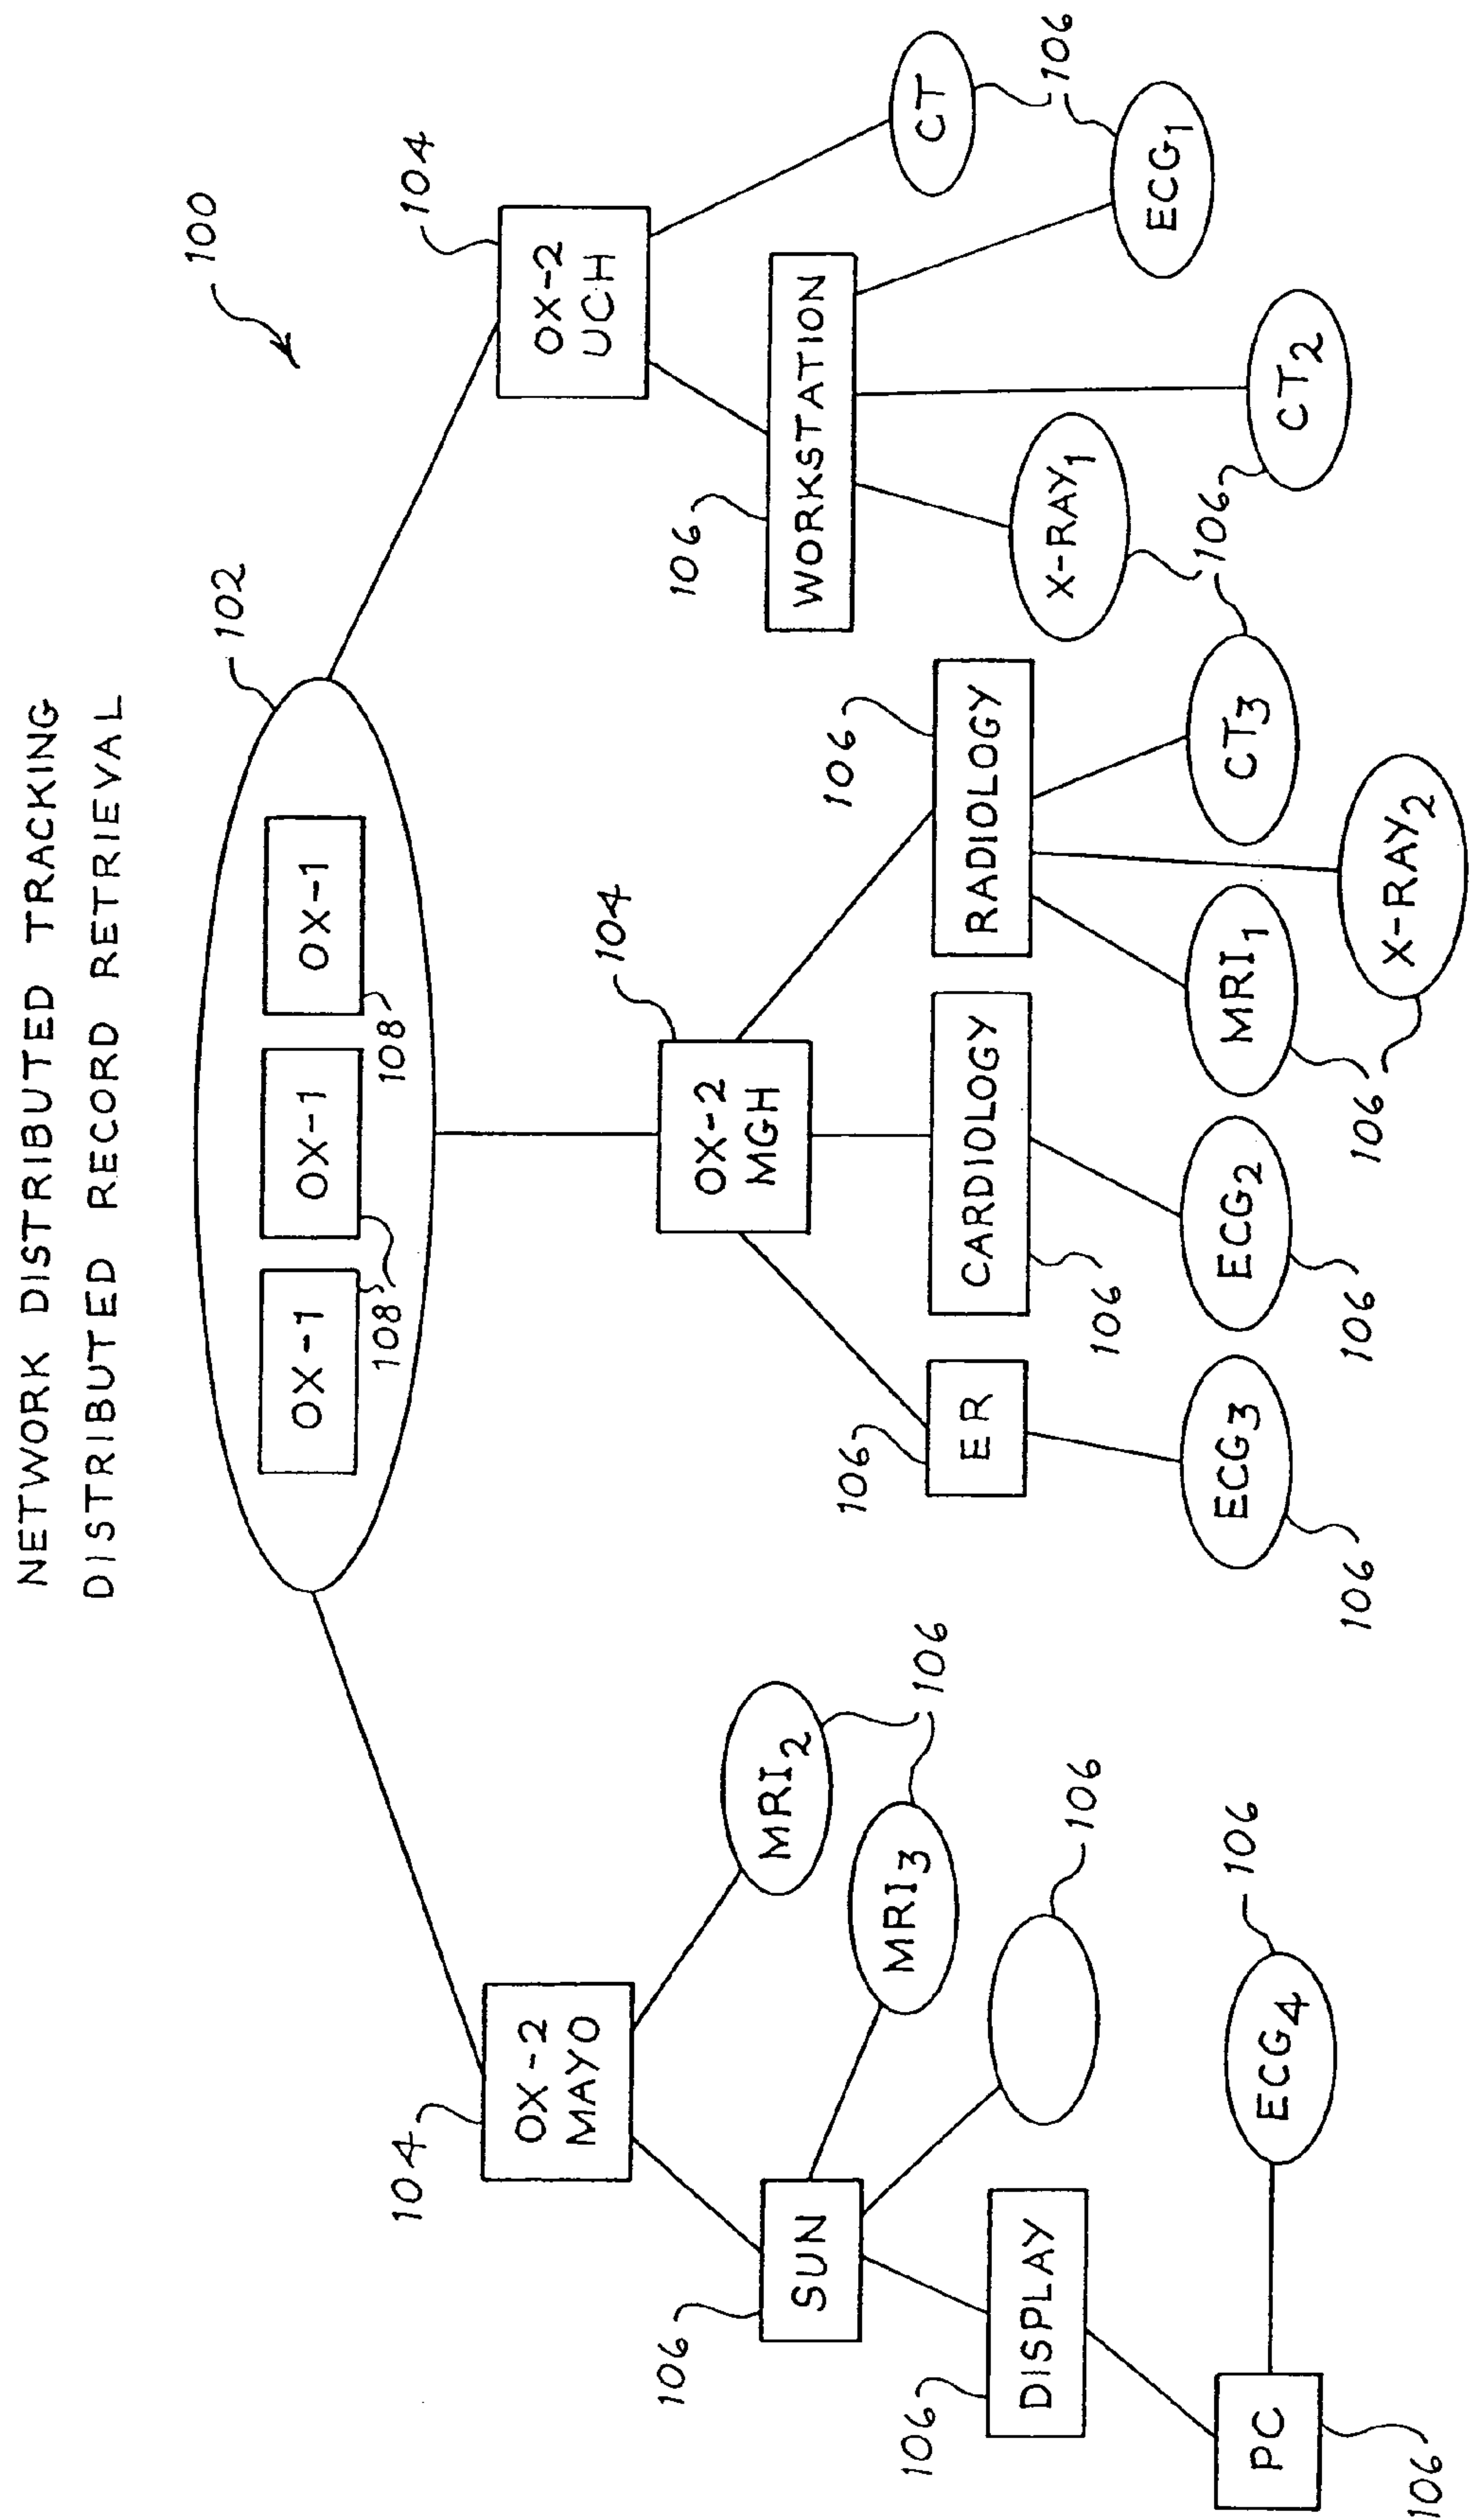 NETWORK DISTRIBUTED TRACKING
DISTRIBUTED RECORD RETRIEVAL
100
102
OX-1
OX-1
OX-1
108
108
104
OX-2
MAYO
104
OX-2
MGH
104
OX-2
UCH
106
SUN
MRI2
106
MRI3
106
106
DISPLAY
106
PC
ECG4
106
106
ER
CARDIOLOGY
106
106
RADIOLOGY
ECG3
106
ECG2
106
MRI1
106
X-RAY2
CT3
106
106
WORKSTATION
X-RAY1
CT2
CT
106
ECG1